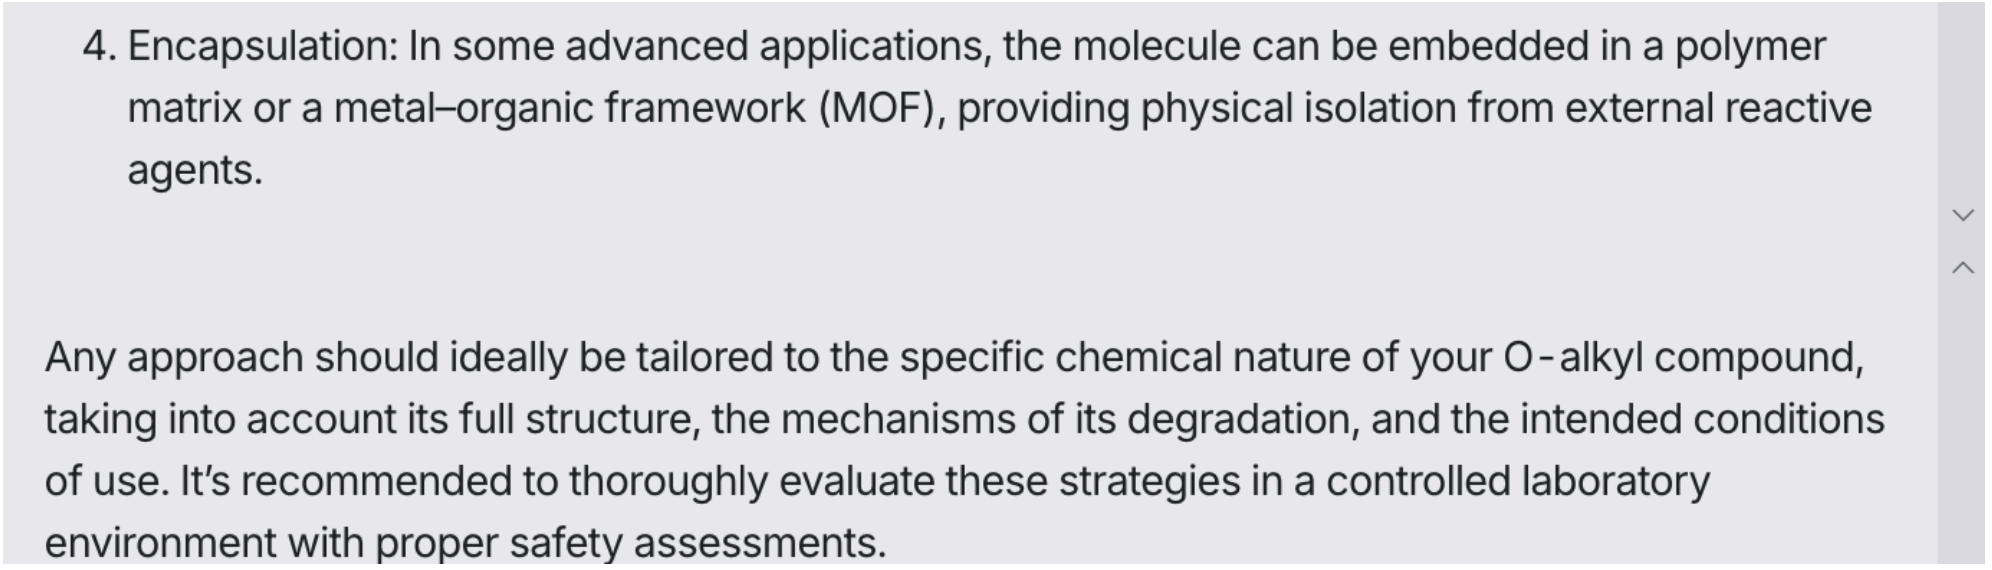 4. Encapsulation: In some advanced applications, the molecule can be embedded in a polymer
matrix or a metal–organic framework (MOF), providing physical isolation from external reactive
agents.
Any approach should ideally be tailored to the specific chemical nature of your O-alkyl compound,
taking into account its full structure, the mechanisms of its degradation, and the intended conditions
of use. It’s recommended to thoroughly evaluate these strategies in a controlled laboratory
environment with proper safety assessments.